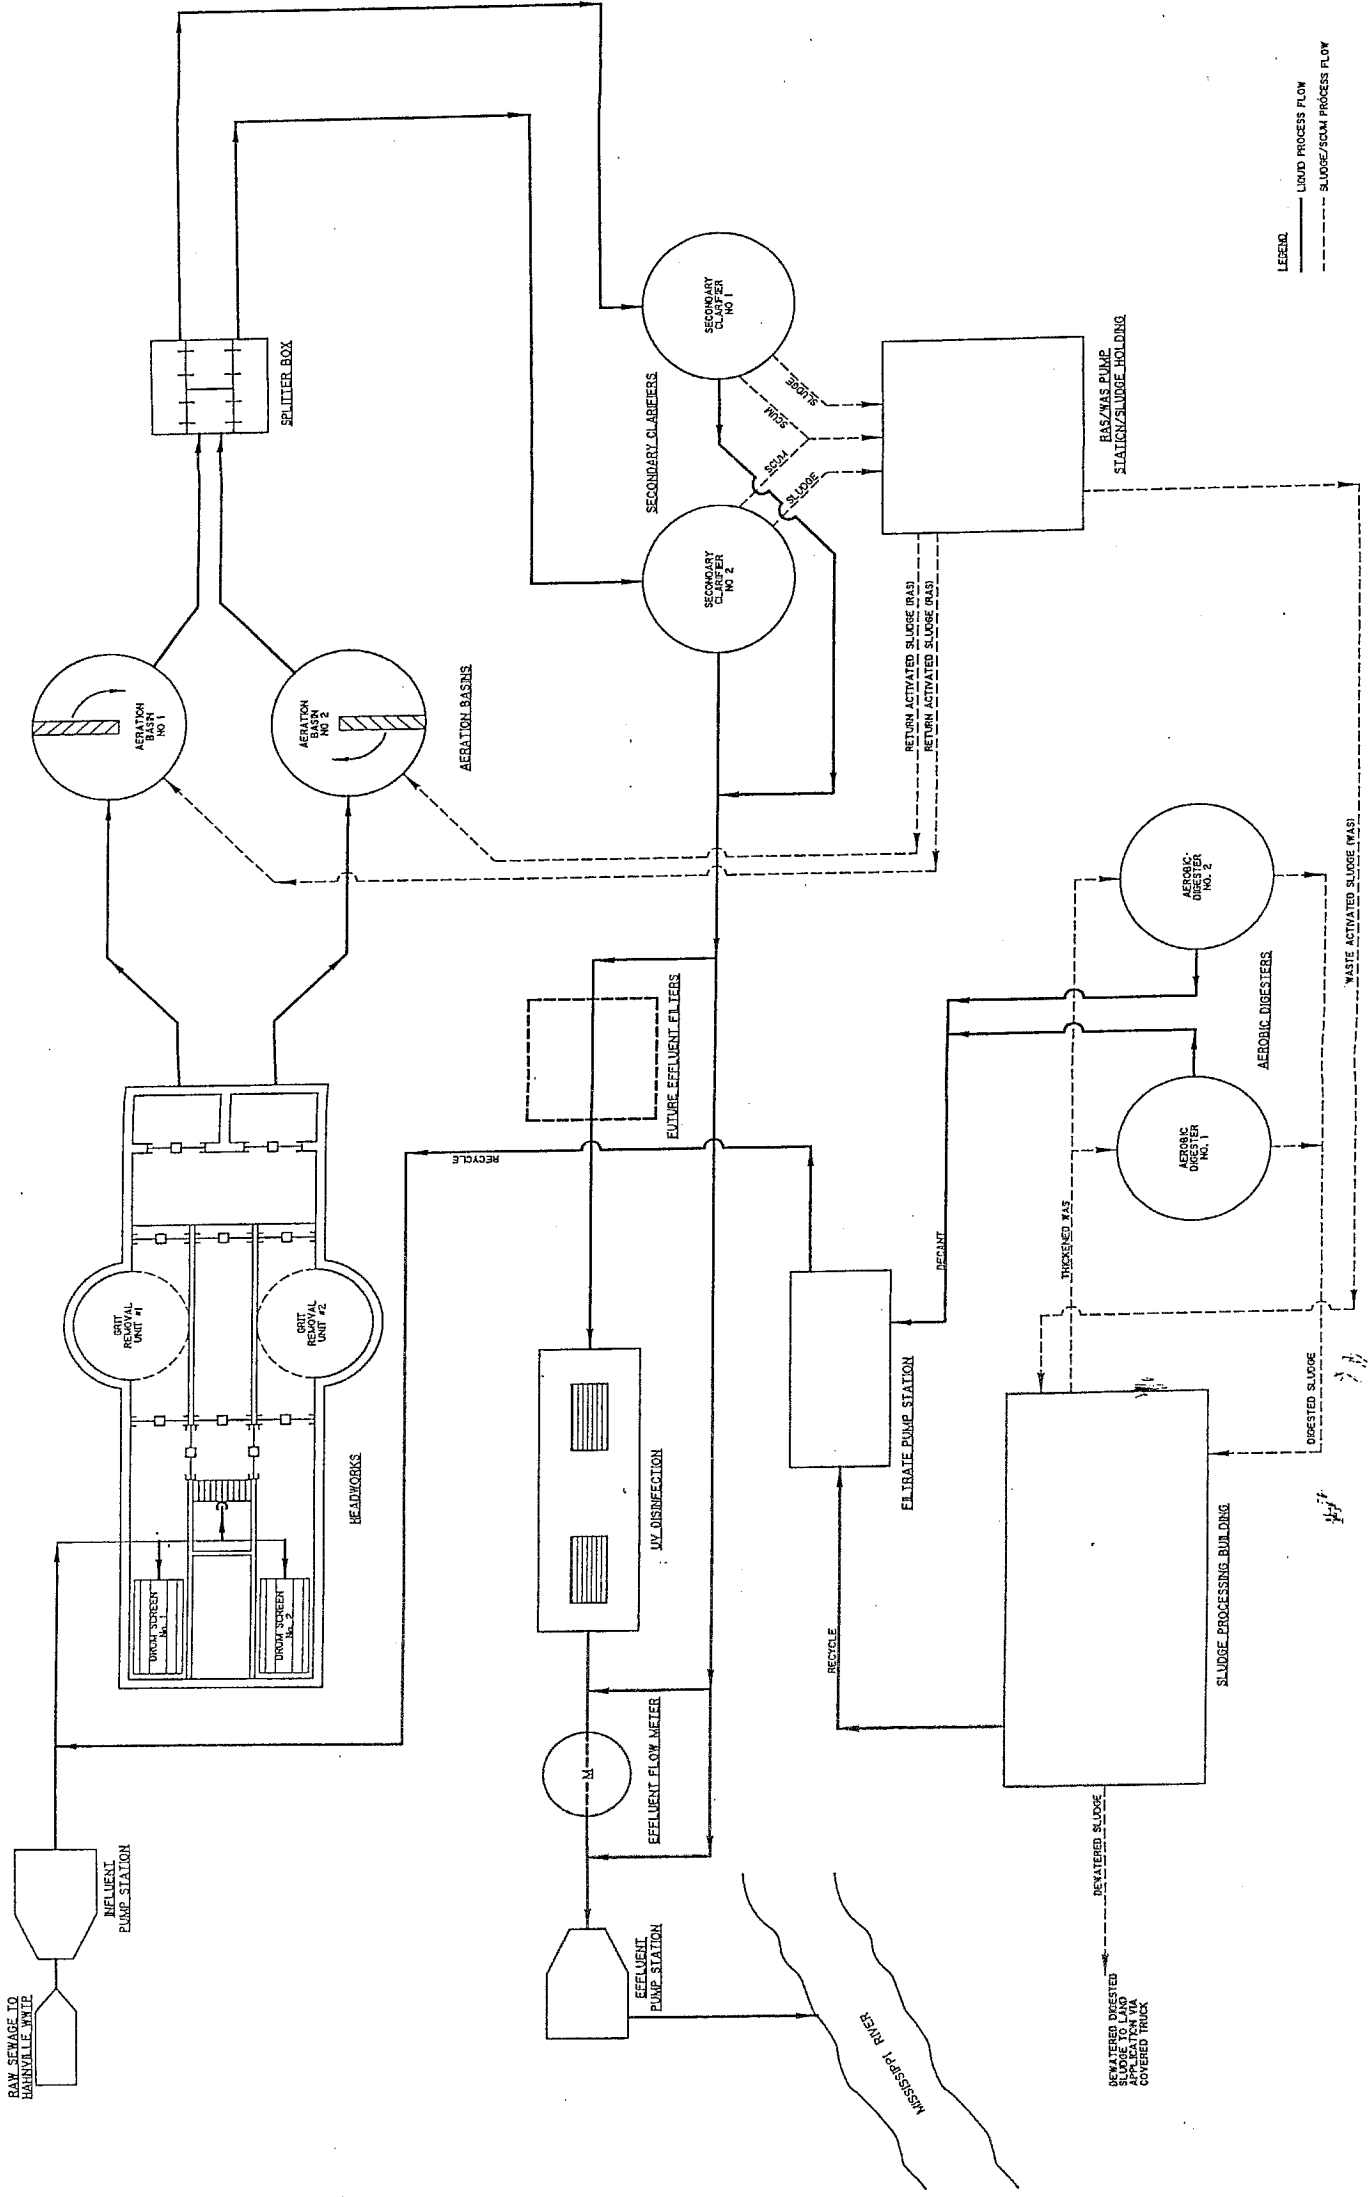 RAW SEWAGE TO
HAHNVILLE WWTP
INFLUENT
PUMP STATION
DRUM SCREEN
No. 1
DRUM SCREEN
No. 2
HEADWORKS
GRIT
REMOVAL
UNIT #1
GRIT
REMOVAL
UNIT #2
AERATION
BASIN
NO 1
AERATION
BASIN
NO 2
AERATION BASINS
SPLITTER BOX
EFFLUENT
PUMP STATION
M
EFFLUENT FLOW METER
UV DISINFECTION
RECYCLE
FUTURE EFFLUENT FILTERS
SECONDARY
CLARIFIER
NO 2
SECONDARY
CLARIFIER
NO 1
SECONDARY CLARIFIERS
SCUM
SLUDGE
SCUM
SLUDGE
RETURN ACTIVATED SLUDGE (RAS)
RETURN ACTIVATED SLUDGE (RAS)
RAS/WAS PUMP
STATION/SLUDGE HOLDING
MISSISSIPPI RIVER
RECYCLE
FILTRATE PUMP STATION
DECANT
THICKENED WAS
AEROBIC
DIGESTER
NO. 1
AEROBIC
DIGESTER
NO. 2
AEROBIC DIGESTERS
DEWATERED DIGESTED
SLUDGE TO LAND
APPLICATION VIA
COVERED TRUCK
DEWATERED SLUDGE
SLUDGE PROCESSING BUILDING
DIGESTED SLUDGE
WASTE ACTIVATED SLUDGE (WAS)
LEGEND
LIQUID PROCESS FLOW
SLUDGE/SCUM PROCESS FLOW